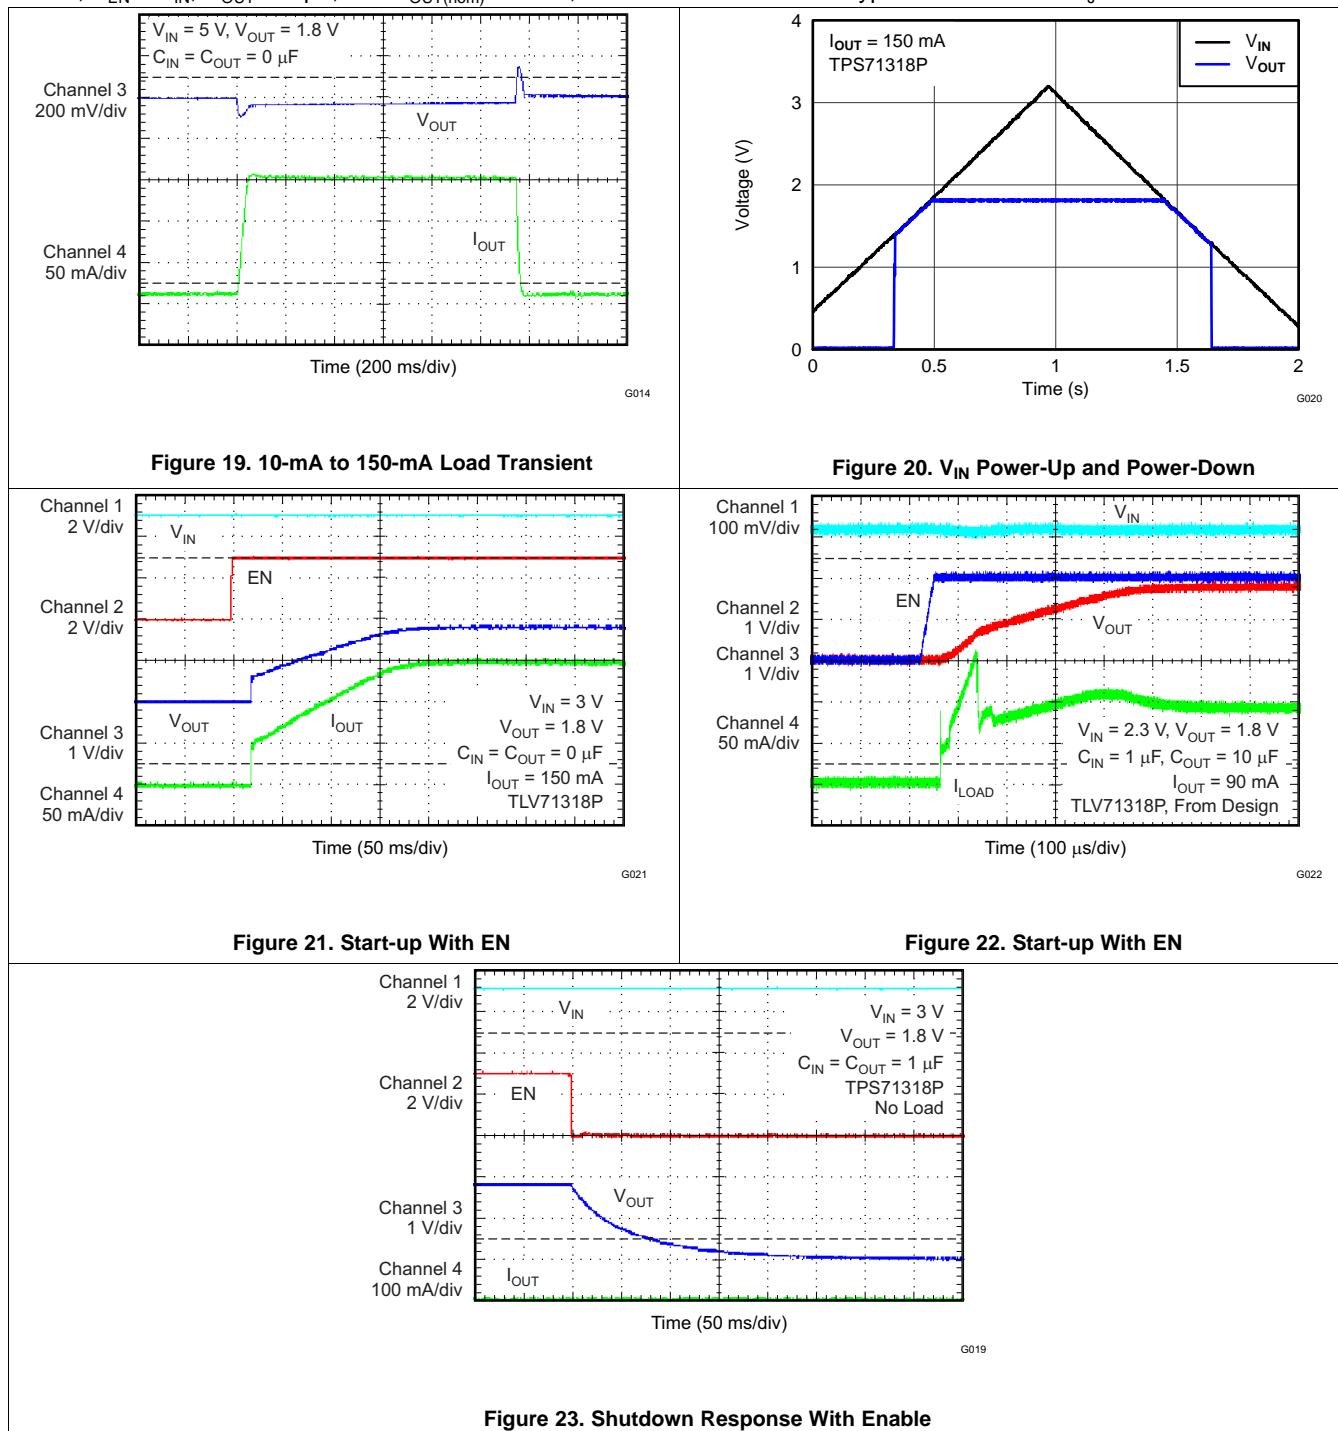 V_IN = 5 V, V_OUT = 1.8 V
C_IN = C_OUT = 0 µF
Channel 3
200 mV/div
V_OUT
Channel 4
50 mA/div
I_OUT
Time (200 ms/div)
G014
Figure 19. 10-mA to 150-mA Load Transient
4
3
2
1
0
Voltage (V)
I_OUT = 150 mA
TPS71318P
V_IN
V_OUT
0
0.5
1
1.5
2
Time (s)
G020
Figure 20. V_IN Power-Up and Power-Down
Channel 1
2 V/div
V_IN
EN
Channel 2
2 V/div
V_OUT
I_OUT
Channel 3
1 V/div
Channel 4
50 mA/div
V_IN = 3 V
V_OUT = 1.8 V
C_IN = C_OUT = 0 µF
I_OUT = 150 mA
TLV71318P
Time (50 ms/div)
G021
Figure 21. Start-up With EN
Channel 1
100 mV/div
V_IN
EN
Channel 2
1 V/div
V_OUT
Channel 3
1 V/div
Channel 4
50 mA/div
I_LOAD
V_IN = 2.3 V, V_OUT = 1.8 V
C_IN = 1 µF, C_OUT = 10 µF
I_OUT = 90 mA
TLV71318P, From Design
Time (100 µs/div)
G022
Figure 22. Start-up With EN
Channel 1
2 V/div
V_IN
V_IN = 3 V
V_OUT = 1.8 V
C_IN = C_OUT = 1 µF
TPS71318P
No Load
Channel 2
2 V/div
EN
Channel 3
1 V/div
V_OUT
Channel 4
100 mA/div
I_OUT
Time (50 ms/div)
G019
Figure 23. Shutdown Response With Enable